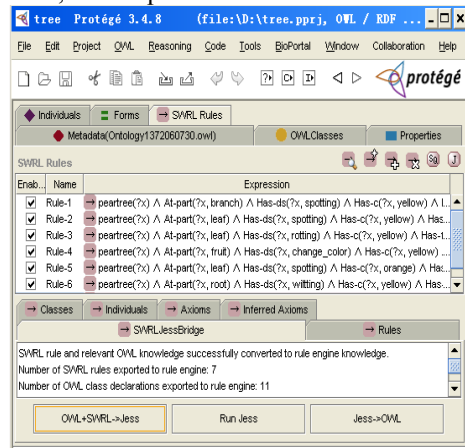 tree Protégé 3.4.8 (file:\D:\tree.pprj, OWL / RDF ...
File Edit Project OWL Reasoning Code Tools BioPortal Window Collaboration Help
protégé
Individuals Forms SWRL Rules
Metadata(Ontology1372060730.owl) OWLClasses Properties
SWRL Rules
Enab... Name Expression
Rule-1 peartree(?x) ∧ At-part(?x, branch) ∧ Has-ds(?x, spotting) ∧ Has-c(?x, yellow) ∧ l...
Rule-2 peartree(?x) ∧ At-part(?x, leaf) ∧ Has-ds(?x, spotting) ∧ Has-c(?x, yellow) ∧ Has...
Rule-3 peartree(?x) ∧ At-part(?x, leaf) ∧ Has-ds(?x, rotting) ∧ Has-c(?x, yellow) ∧ Has-t...
Rule-4 peartree(?x) ∧ At-part(?x, fruit) ∧ Has-ds(?x, change_color) ∧ Has-c(?x, yellow) ...
Rule-5 peartree(?x) ∧ At-part(?x, leaf) ∧ Has-ds(?x, spotting) ∧ Has-c(?x, orange) ∧ Has...
Rule-6 peartree(?x) ∧ At-part(?x, root) ∧ Has-ds(?x, wilting) ∧ Has-c(?x, yellow) ∧ Has-...
Classes Individuals Axioms Inferred Axioms
SWRLJessBridge Rules
SWRL rule and relevant OWL knowledge successfully converted to rule engine knowledge.
Number of SWRL rules exported to rule engine: 7
Number of OWL class declarations exported to rule engine: 11
OWL+SWRL->Jess Run Jess Jess->OWL